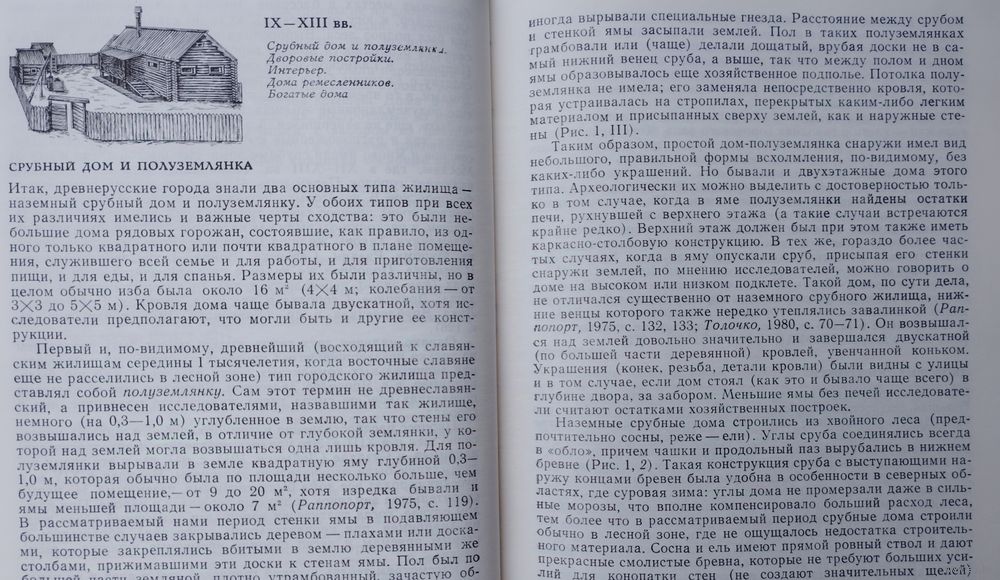 IX—XIII вв.
Срубный дом и полуземлянка.
Дворовые постройки.
Интерьер.
Дома ремесленников.
Богатые дома
СРУБНЫЙ ДОМ И ПОЛУЗЕМЛЯНКА
Итак, древнерусские города знали два основных типа жилища —
наземный срубный дом и полуземлянку. У обоих типов при всех
их различиях имелись и важные черты сходства: это были не-
большие дома рядовых горожан, состоявшие, как правило, из од-
ного только квадратного или почти квадратного в плане помеще-
ния, служившего всей семье и для работы, и для приготовления
пищи, и для еды, и для спанья. Размеры их были различны, но в
целом обычно изба была около 16 м² (4×4 м; колебания — от
3×3 до 5×5 м). Кровля дома чаще бывала двускатной, хотя ис-
следователи предполагают, что могли быть и другие ее конст-
рукции.
Первый и, по-видимому, древнейший (восходящий к славян-
ским жилищам середины I тысячелетия, когда восточные славяне
еще не расселились в лесной зоне) тип городского жилища пред-
ставлял собой полуземлянку. Сам этот термин не древнеславян-
ский, а привнесен исследователями, назвавшими так жилище,
немного (на 0,3—1,0 м) углубленное в землю, так что стены его
возвышались над землей, в отличие от глубокой землянки, у ко-
торой над землей могла возвышаться одна лишь кровля. Для по-
луземлянки вырывали в земле квадратную яму глубиной 0,3—
1,0 м, которая обычно была по площади несколько больше, чем
будущее помещение,— от 9 до 20 м², хотя изредка бывали и
ямы меньшей площади — около 7 м² (Раппопорт, 1975, с. 119).
В рассматриваемый нами период стенки ямы в подавляющем
большинстве случаев закрывались деревом — плахами или доска-
ми, которые закреплялись вбитыми в землю деревянными же
столбами, прижимавшими эти доски к стенам ямы. Пол был по
большей части земляной, плотно утрамбованный, зачастую об-
иногда вырывали специальные гнезда. Расстояние между срубом
и стенкой ямы засыпали землей. Пол в таких полуземлянках
трамбовали или (чаще) делали дощатый, врубая доски не в са-
мый нижний венец сруба, а выше, так что между полом и дном
ямы образовывалось еще хозяйственное подполье. Потолка полу-
землянка не имела; его заменяла непосредственно кровля, кото-
рая устраивалась на стропилах, перекрытых каким-либо легким
материалом и присыпанных сверху землей, как и наружные сте-
ны (Рис. 1, III).
Таким образом, простой дом-полуземлянка снаружи имел вид
небольшого, правильной формы всхолмления, по-видимому, без
каких-либо украшений. Но бывали и двухэтажные дома этого
типа. Археологически их можно выделить с достоверностью толь-
ко в том случае, когда в яме полуземлянки найдены остатки
печи, рухнувшей с верхнего этажа (а такие случаи встречаются
крайне редко). Верхний этаж должен был при этом также иметь
каркасно-столбовую конструкцию. В тех же, гораздо более час-
тых случаях, когда в яму опускали сруб, присыпая его стенки
снаружи землей, по мнению исследователей, можно говорить о
доме на высоком или низком подклете. Такой дом, по сути дела,
не отличался существенно от наземного срубного жилища, ниж-
ние венцы которого также нередко утеплялись завалинкой (Рап-
попорт, 1975, с. 132, 133; Толочко, 1980, с. 70—71). Он возвышал-
ся над землей довольно значительно и завершался двускатной
(по большей части деревянной) кровлей, увенчанной коньком.
Украшения (конек, резьба, детали кровли) были видны с улицы
и в том случае, если дом стоял (как это и бывало чаще всего) в
глубине двора, за забором. Меньшие ямы без печей исследовате-
ли считают остатками хозяйственных построек.
Наземные срубные дома строились из хвойного леса (пред-
почтительно сосны, реже — ели). Углы сруба соединялись всегда
в «обло», причем чашки и продольный паз вырубались в нижнем
бревне (Рис. 1, 2). Такая конструкция сруба с выступающими на-
ружу концами бревен была удобна в особенности в северных об-
ластях, где суровая зима: углы дома не промерзали даже в силь-
ные морозы, что вполне компенсировало больший расход леса,
тем более что в рассматриваемый период срубные дома строили
обычно в лесной зоне, где не ощущалось недостатка строитель-
ного материала. Сосна и ель имеют прямой ровный ствол и дают
прекрасные смолистые бревна, которые не требуют больших уси-
лий для конопатки стен (не создают значительных щелей)